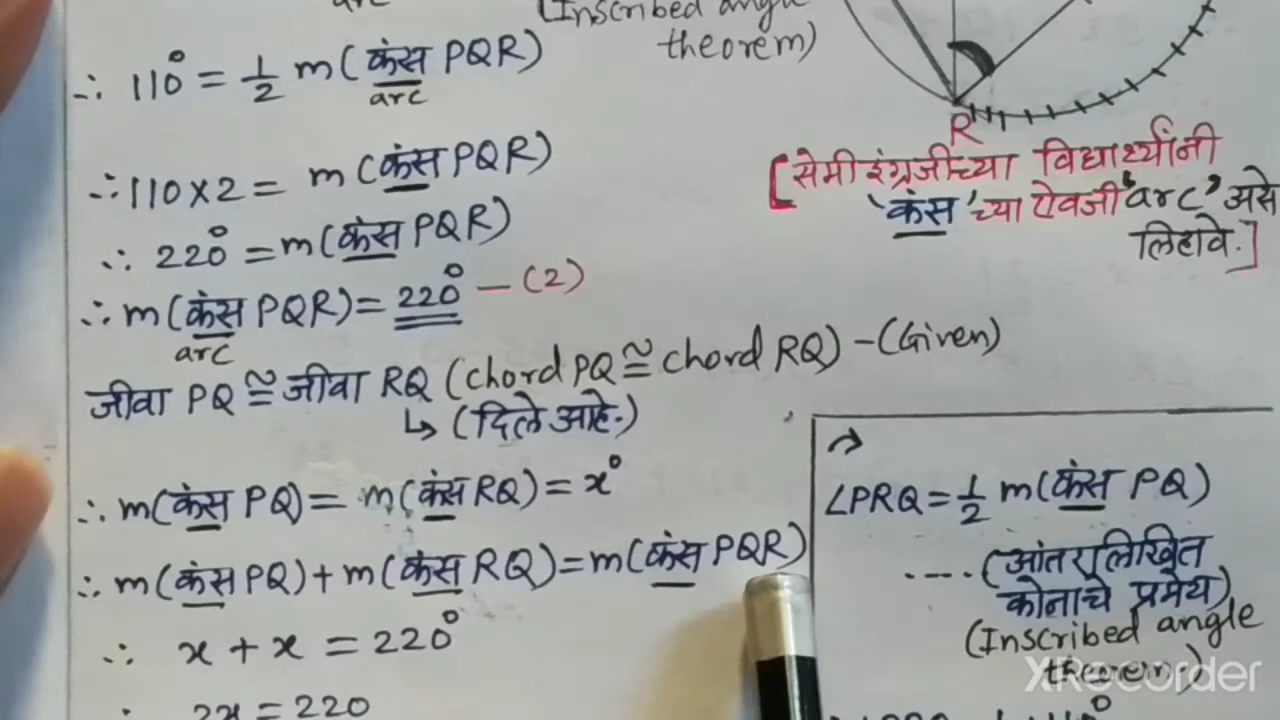 arc
(Inscribed angle
theorem)
∴ 110° = 1/2 m(कंस PQR)
arc
∴ 110×2 = m(कंस PQR)
∴ 220° = m(कंस PQR)
∴ m(कंस PQR) = 220° — (2)
arc
जीवा PQ ≅ जीवा RQ (chord PQ ≅ chord RQ) - (Given)
↳ (दिले आहे.)
∴ m(कंस PQ) = m(कंस RQ) = x°
∴ m(कंस PQ) + m(कंस RQ) = m(कंस PQR)
∴ x + x = 220°
∴ 2x = 220
R
[सेमी इंग्रजीच्या विद्यार्थ्यांनी
'कंस' च्या ऐवजी 'arc' असे
लिहावे.]
∠PRQ = 1/2 m(कंस PQ)
.---- (आंतरलिखित
कोनाचे प्रमेय)
(Inscribed angle
theorem)
XRecorder